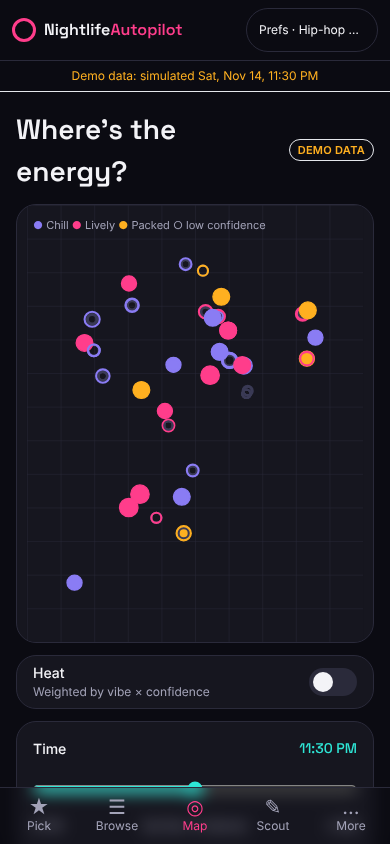 NightlifeAutopilot
Prefs · Hip-hop ...
Demo data: simulated Sat, Nov 14, 11:30 PM
Where's the
energy?
DEMO DATA
Chill Lively Packed low confidence
Heat
Weighted by vibe × confidence
Time
11:30 PM
Pick Browse Map Scout More